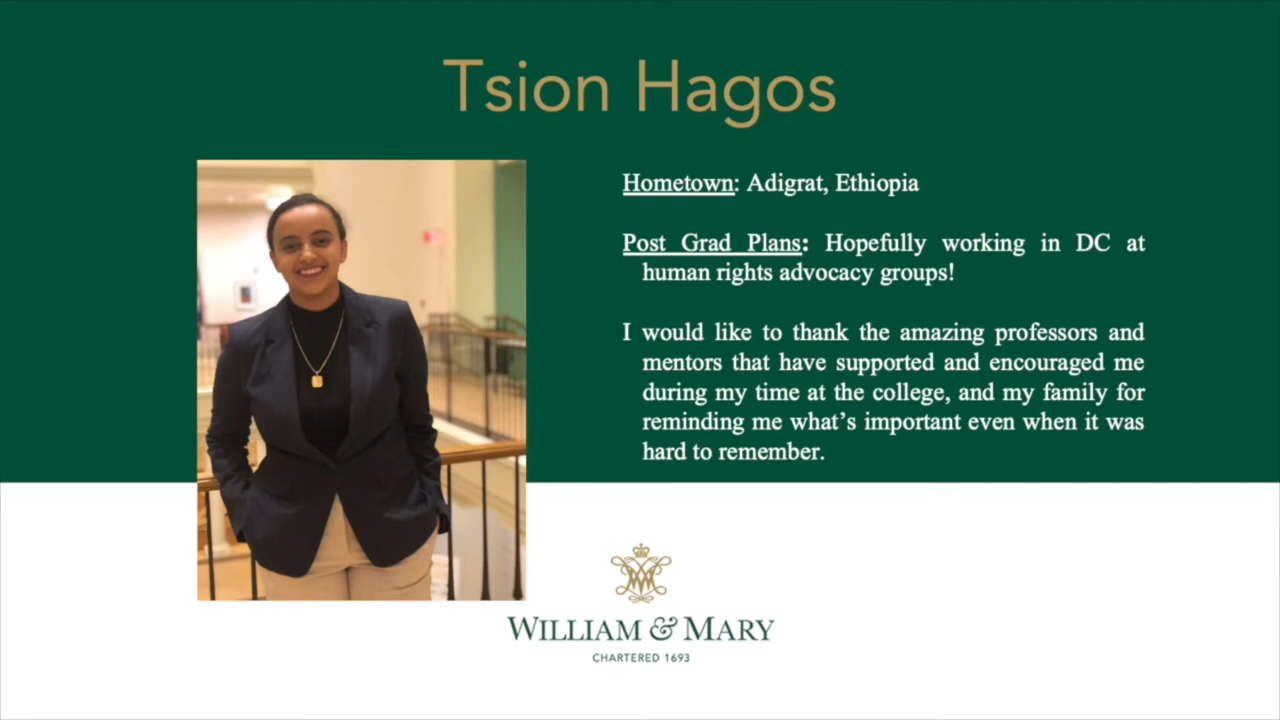 Tsion Hagos
Hometown: Adigrat, Ethiopia
Post Grad Plans: Hopefully working in DC at
human rights advocacy groups!
I would like to thank the amazing professors and
mentors that have supported and encouraged me
during my time at the college, and my family for
reminding me what’s important even when it was
hard to remember.
WILLIAM & MARY
CHARTERED 1693